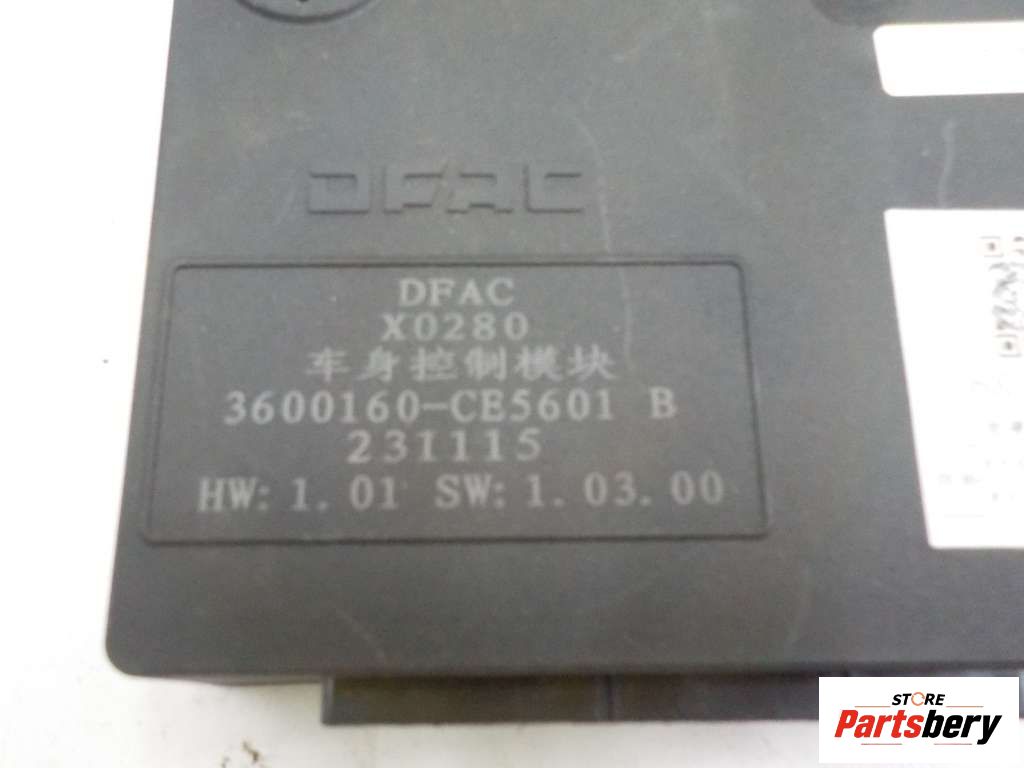 DFAC
DFAC
X0280
车身控制模块
3600160-CE5601 B
231115
HW: 1.01 SW: 1.03.00
STORE
Partsbery